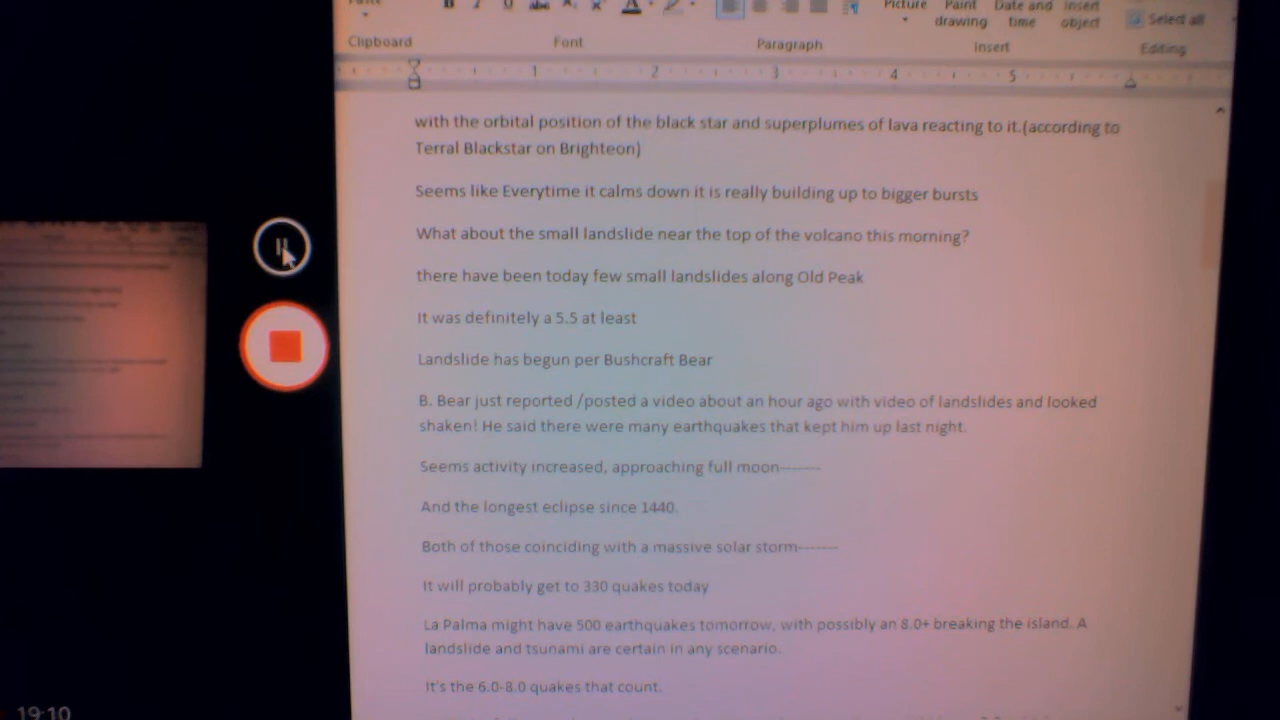 Picture Paint Date and Insert
drawing time object Select all
Clipboard Font Paragraph Insert Editing
1 2 3 4 5
with the orbital position of the black star and superplumes of lava reacting to it.(according to
Terral Blackstar on Brighteon)
Seems like Everytime it calms down it is really building up to bigger bursts
What about the small landslide near the top of the volcano this morning?
there have been today few small landslides along Old Peak
It was definitely a 5.5 at least
Landslide has begun per Bushcraft Bear
B. Bear just reported /posted a video about an hour ago with video of landslides and looked
shaken! He said there were many earthquakes that kept him up last night.
Seems activity increased, approaching full moon-------
And the longest eclipse since 1440.
Both of those coinciding with a massive solar storm-------
It will probably get to 330 quakes today
La Palma might have 500 earthquakes tomorrow, with possibly an 8.0+ breaking the island. A
landslide and tsunami are certain in any scenario.
It's the 6.0-8.0 quakes that count.
19:10